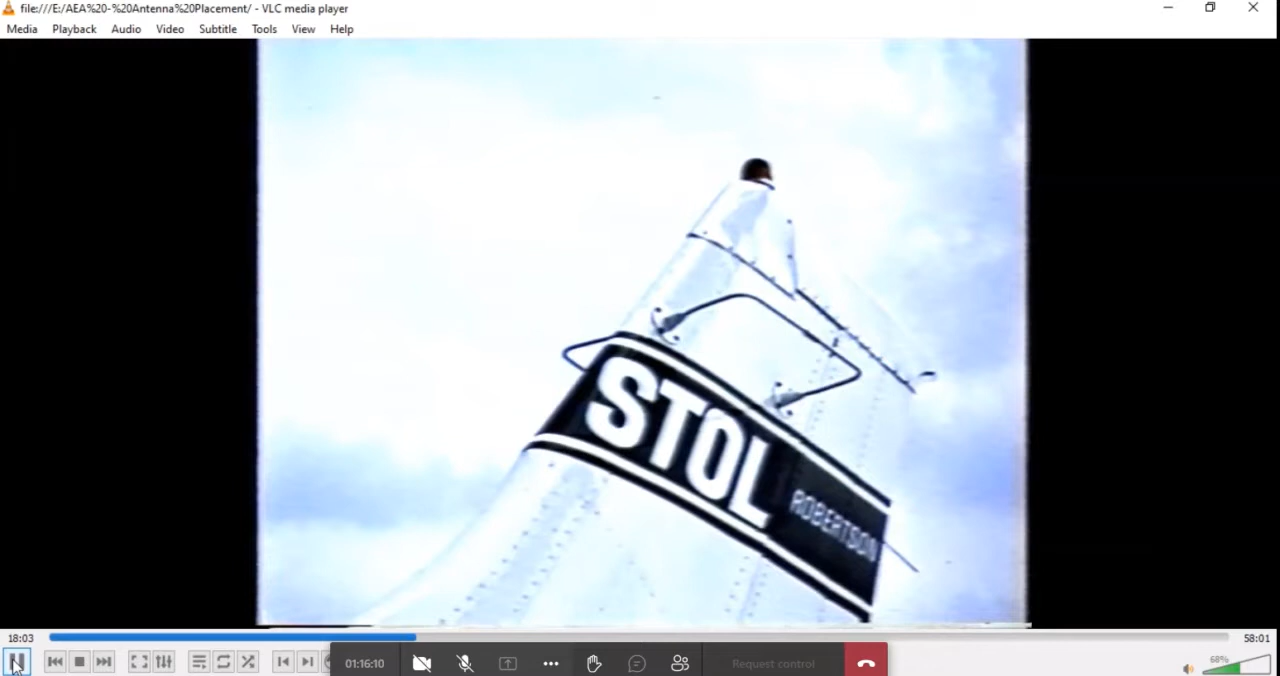 file:///E:/AEA%20-%20Antenna%20Placement/ - VLC media player
Media Playback Audio Video Subtitle Tools View Help
STOL
ROBERTSON
18:03
58:01
01:16:10
Request control
68%